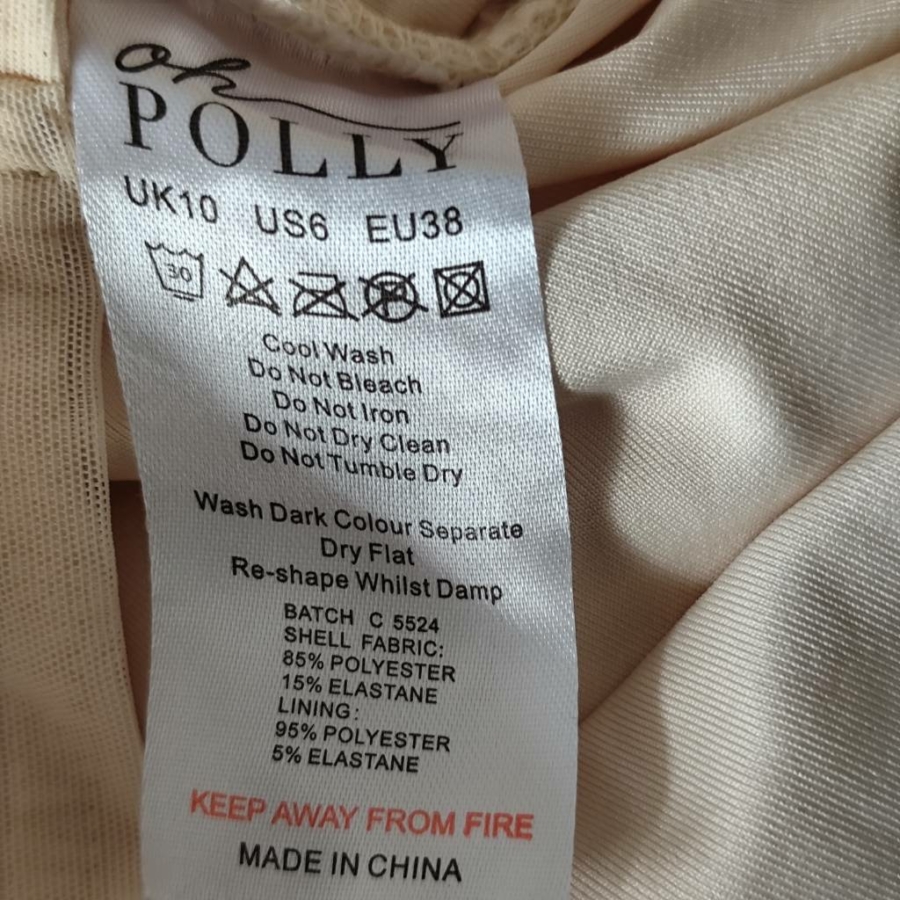 oh
POLLY
UK10 US6 EU38
30
Cool Wash
Do Not Bleach
Do Not Iron
Do Not Dry Clean
Do Not Tumble Dry
Wash Dark Colour Separate
Dry Flat
Re-shape Whilst Damp
BATCH C 5524
SHELL FABRIC:
85% POLYESTER
15% ELASTANE
LINING:
95% POLYESTER
5% ELASTANE
KEEP AWAY FROM FIRE
MADE IN CHINA